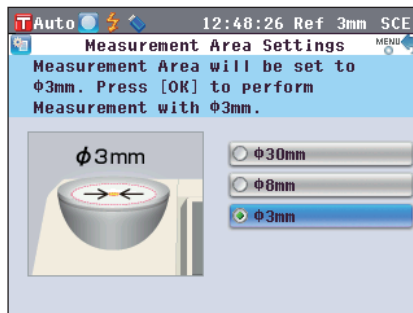 T Auto 12:48:26 Ref 3mm SCE
Measurement Area Settings MENU
Measurement Area will be set to
Φ3mm. Press [OK] to perform
Measurement with Φ3mm.
φ3mm
Φ30mm
Φ8mm
Φ3mm